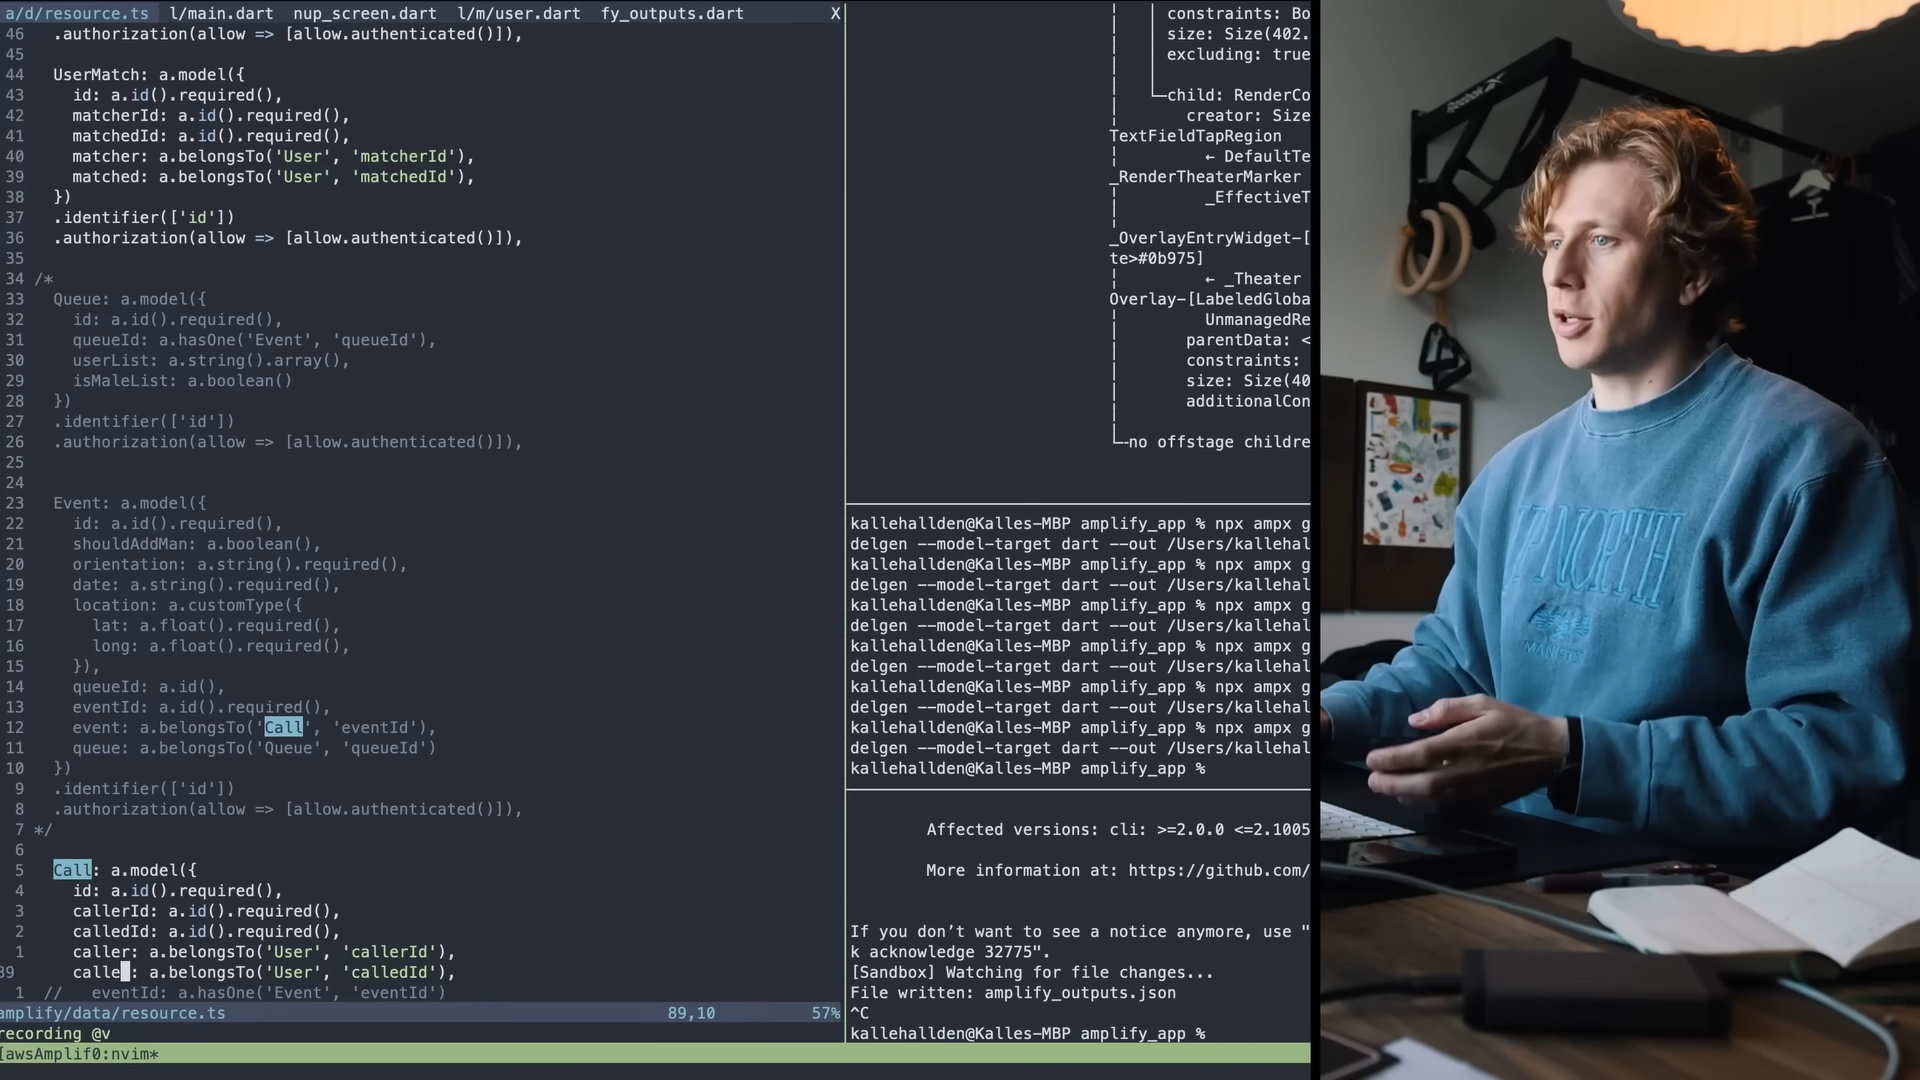 a/d/resource.ts l/main.dart nup_screen.dart l/m/user.dart fy_outputs.dart X
46 .authorization(allow => [allow.authenticated()]),
45
44 UserMatch: a.model({
43 id: a.id().required(),
42 matcherId: a.id().required(),
41 matchedId: a.id().required(),
40 matcher: a.belongsTo('User', 'matcherId'),
39 matched: a.belongsTo('User', 'matchedId'),
38 })
37 .identifier(['id'])
36 .authorization(allow => [allow.authenticated()]),
35
34 /*
33 Queue: a.model({
32 id: a.id().required(),
31 queueId: a.hasOne('Event', 'queueId'),
30 userList: a.string().array(),
29 isMaleList: a.boolean()
28 })
27 .identifier(['id'])
26 .authorization(allow => [allow.authenticated()]),
25
24
23 Event: a.model({
22 id: a.id().required(),
21 shouldAddMan: a.boolean(),
20 orientation: a.string().required(),
19 date: a.string().required(),
18 location: a.customType({
17 lat: a.float().required(),
16 long: a.float().required(),
15 }),
14 queueId: a.id(),
13 eventId: a.id().required(),
12 event: a.belongsTo('Call', 'eventId'),
11 queue: a.belongsTo('Queue', 'queueId')
10 })
9 .identifier(['id'])
8 .authorization(allow => [allow.authenticated()]),
7 */
6
5 Call: a.model({
4 id: a.id().required(),
3 callerId: a.id().required(),
2 calledId: a.id().required(),
1 caller: a.belongsTo('User', 'callerId'),
39 calle : a.belongsTo('User', 'calledId'),
1 // eventId: a.hasOne('Event', 'eventId')
amplify/data/resource.ts 89,10 57%
recording @v
[awsAmplif0:nvim*
constraints: Bo
size: Size(402.
excluding: true
child: RenderCo
creator: Size
TextFieldTapRegion
← DefaultTe
_RenderTheaterMarker
_EffectiveT
_OverlayEntryWidget-[
te>#0b975]
← _Theater
Overlay-[LabeledGloba
UnmanagedRe
parentData: <
constraints:
size: Size(40
additionalCon
no offstage childre
kallehallden@Kalles-MBP amplify_app % npx ampx g
delgen --model-target dart --out /Users/kallehal
kallehallden@Kalles-MBP amplify_app % npx ampx g
delgen --model-target dart --out /Users/kallehal
kallehallden@Kalles-MBP amplify_app % npx ampx g
delgen --model-target dart --out /Users/kallehal
kallehallden@Kalles-MBP amplify_app % npx ampx g
delgen --model-target dart --out /Users/kallehal
kallehallden@Kalles-MBP amplify_app % npx ampx g
delgen --model-target dart --out /Users/kallehal
kallehallden@Kalles-MBP amplify_app % npx ampx g
delgen --model-target dart --out /Users/kallehal
kallehallden@Kalles-MBP amplify_app %
Affected versions: cli: >=2.0.0 <=2.1005
More information at: https://github.com/
If you don't want to see a notice anymore, use "
k acknowledge 32775".
[Sandbox] Watching for file changes...
File written: amplify_outputs.json
^C
kallehallden@Kalles-MBP amplify_app %
Reebok
NORTH